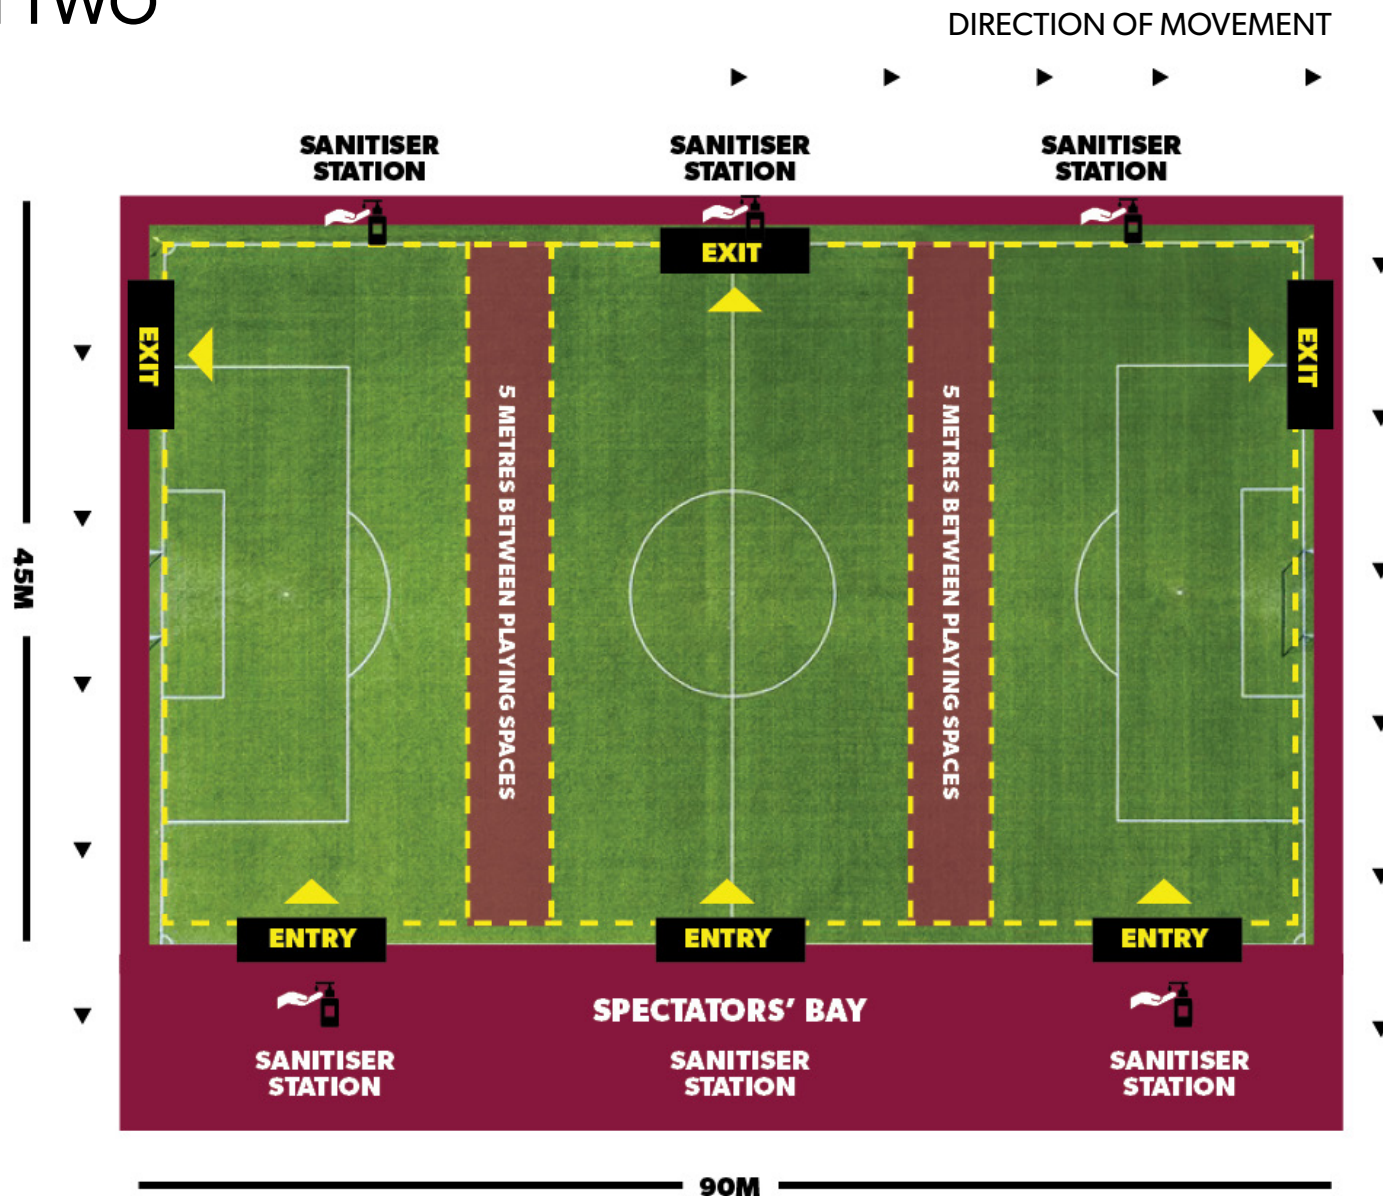 TWO
DIRECTION OF MOVEMENT
SANITISER
STATION
SANITISER
STATION
SANITISER
STATION
EXIT
EXIT
EXIT
5 METRES BETWEEN PLAYING SPACES
5 METRES BETWEEN PLAYING SPACES
45M
ENTRY
ENTRY
ENTRY
SPECTATORS’ BAY
SANITISER
STATION
SANITISER
STATION
SANITISER
STATION
90M